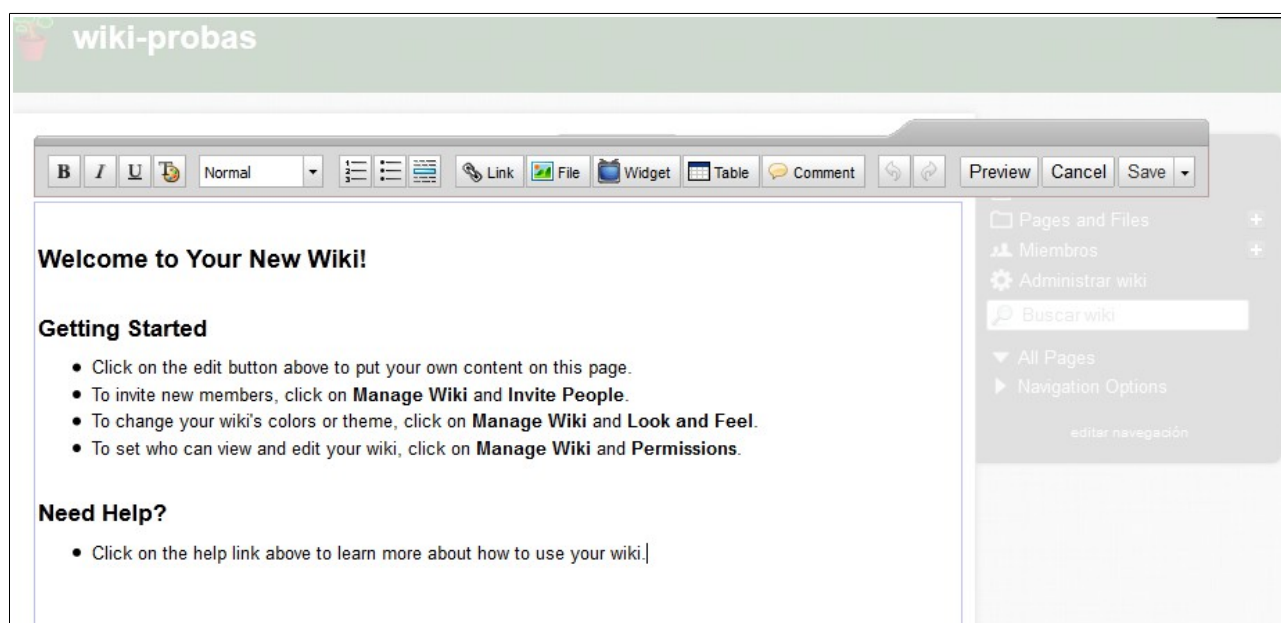 wiki-probas
B I U T Normal Link File Widget Table Comment Preview Cancel Save
Pages and Files
Miembros
Administrar wiki
Buscar wiki
All Pages
Navigation Options
editar navegación
Welcome to Your New Wiki!
Getting Started
• Click on the edit button above to put your own content on this page.
• To invite new members, click on Manage Wiki and Invite People.
• To change your wiki's colors or theme, click on Manage Wiki and Look and Feel.
• To set who can view and edit your wiki, click on Manage Wiki and Permissions.
Need Help?
• Click on the help link above to learn more about how to use your wiki.